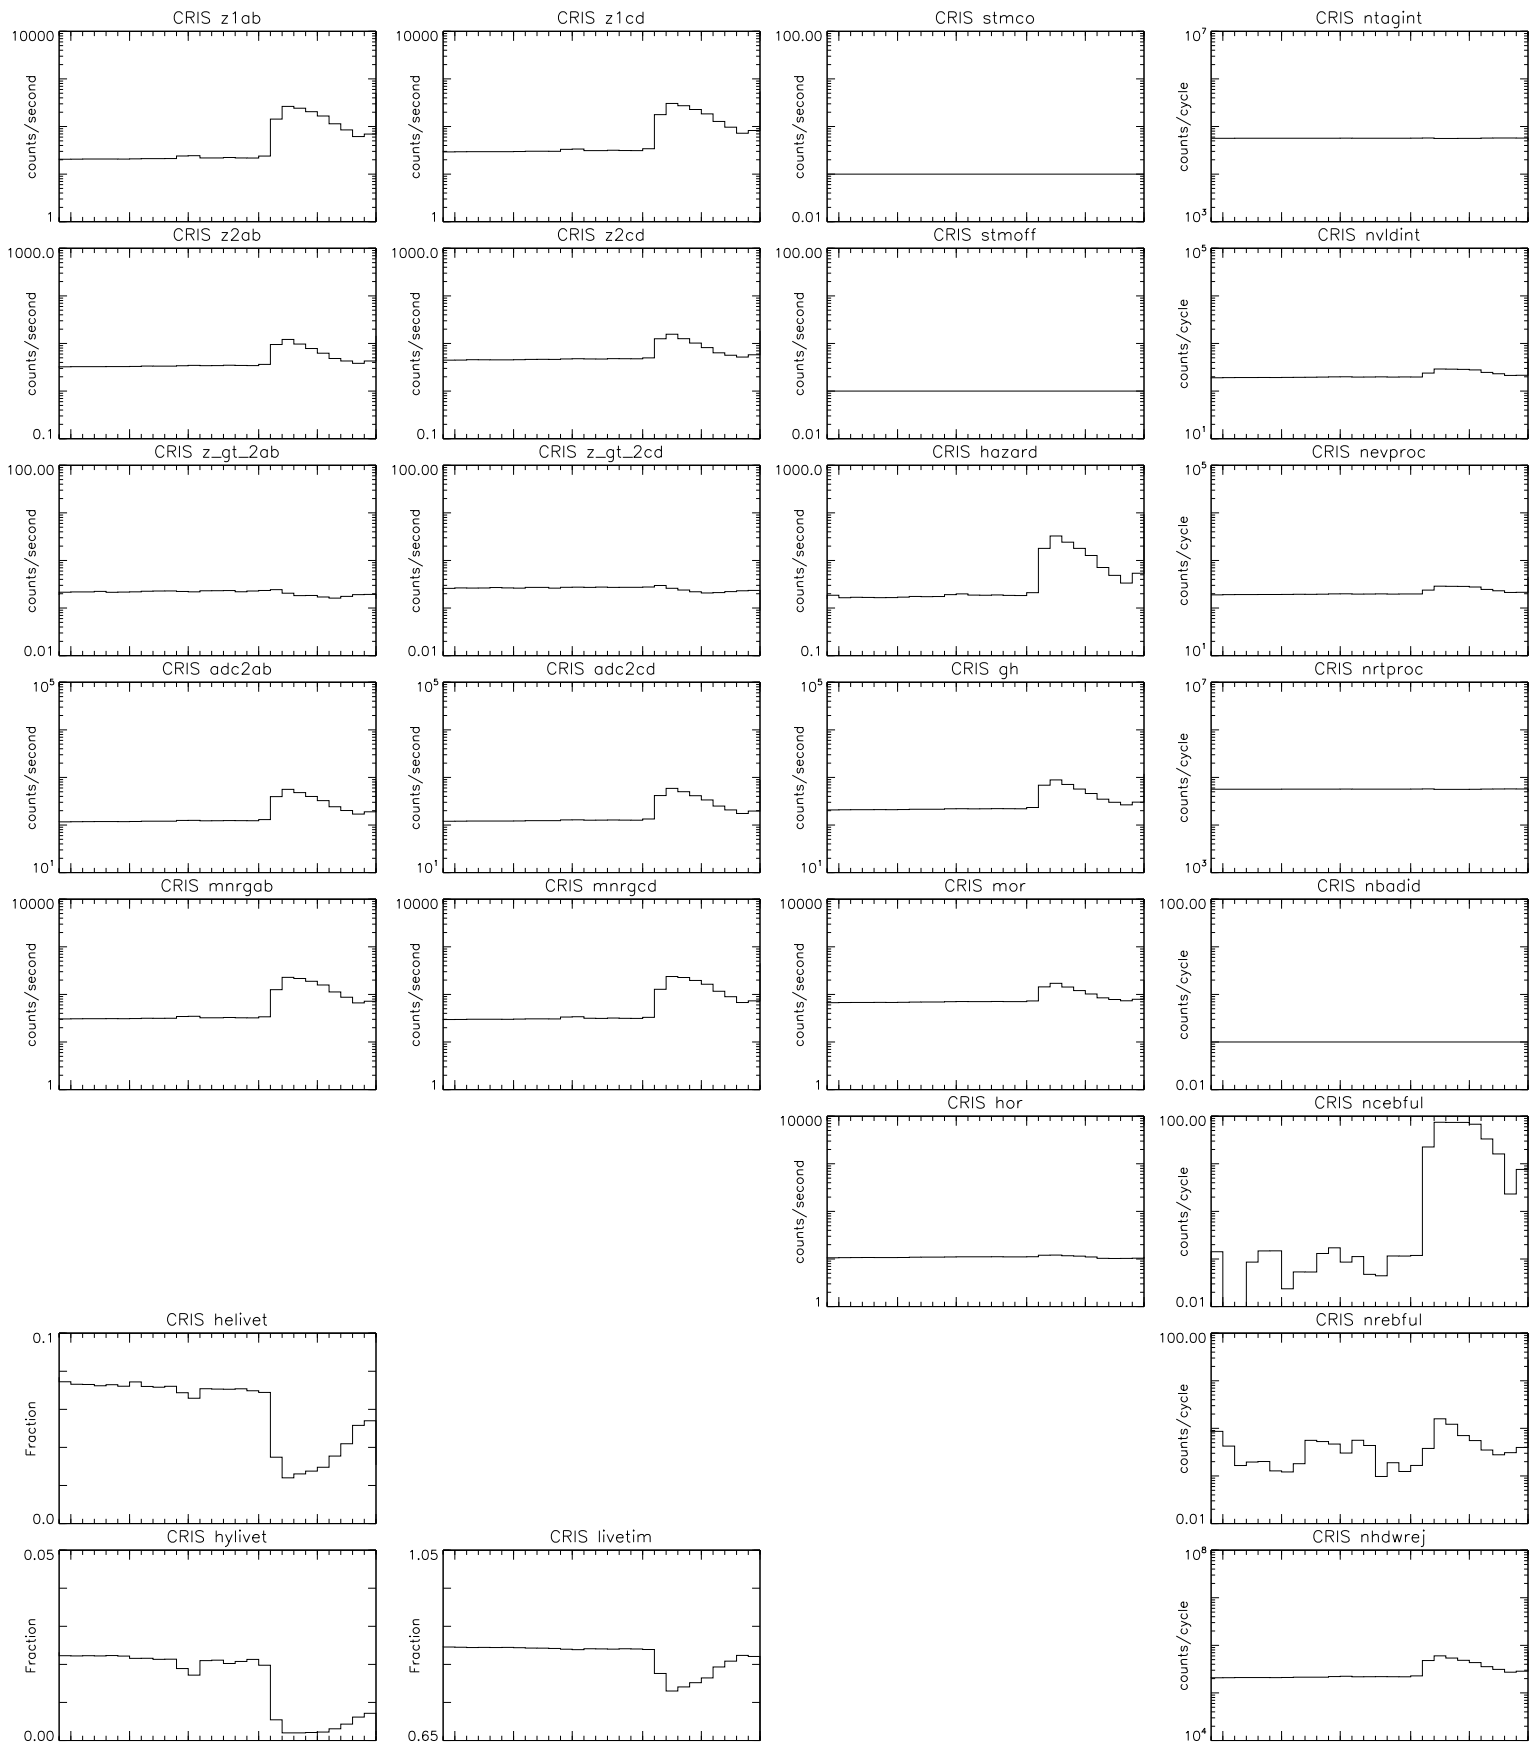 CRIS z1ab
CRIS z1cd
CRIS stmco
CRIS ntagint
10000
counts/second
1
10000
counts/second
1
100.00
counts/second
0.01
10⁷
counts/cycle
10³
CRIS z2ab
CRIS z2cd
CRIS stmoff
CRIS nvldint
1000.0
counts/second
0.1
1000.0
counts/second
0.1
100.00
counts/second
0.01
10⁵
counts/cycle
10¹
CRIS z_gt_2ab
CRIS z_gt_2cd
CRIS hazard
CRIS nevproc
100.00
counts/second
0.01
100.00
counts/second
0.01
1000.0
counts/second
0.1
10⁵
counts/cycle
10¹
CRIS adc2ab
CRIS adc2cd
CRIS gh
CRIS nrtproc
10⁵
counts/second
10¹
10⁵
counts/second
10¹
10⁵
counts/second
10¹
10⁷
counts/cycle
10³
CRIS mnrgab
CRIS mnrgcd
CRIS mor
CRIS nbadid
10000
counts/second
1
10000
counts/second
1
10000
counts/second
1
100.00
counts/cycle
0.01
CRIS hor
CRIS ncebful
10000
counts/second
1
100.00
counts/cycle
0.01
CRIS helivet
CRIS nrebful
0.1
Fraction
0.0
100.00
counts/cycle
0.01
CRIS hylivet
CRIS livetim
CRIS nhdwrej
0.05
Fraction
0.00
1.05
Fraction
0.65
10⁸
counts/cycle
10⁴